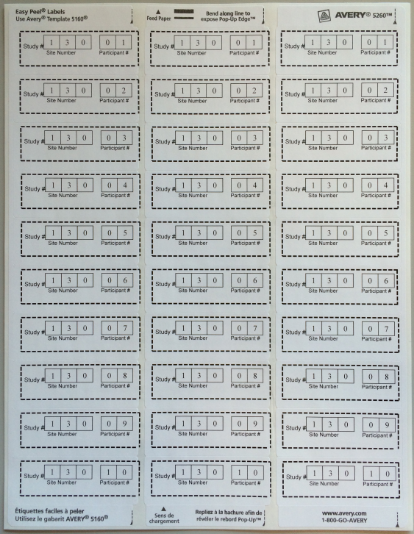 Easy Peel® Labels
Use Avery® Template 5160®
Feed Paper
Bend along line to
expose Pop-Up Edge™
AVERY® 5260™
Study # 1 3 0 0 1 Study # 1 3 0 0 1 Study # 1 3 0 0 1
Site Number Participant # Site Number Participant # Site Number Participant #
Study # 1 3 0 0 2 Study # 1 3 0 0 2 Study # 1 3 0 0 2
Site Number Participant # Site Number Participant # Site Number Participant #
Study # 1 3 0 0 3 Study # 1 3 0 0 3 Study # 1 3 0 0 3
Site Number Participant # Site Number Participant # Site Number Participant #
Study # 1 3 0 0 4 Study # 1 3 0 0 4 Study # 1 3 0 0 4
Site Number Participant # Site Number Participant # Site Number Participant #
Study # 1 3 0 0 5 Study # 1 3 0 0 5 Study # 1 3 0 0 5
Site Number Participant # Site Number Participant # Site Number Participant #
Study # 1 3 0 0 6 Study # 1 3 0 0 6 Study # 1 3 0 0 6
Site Number Participant # Site Number Participant # Site Number Participant #
Study # 1 3 0 0 7 Study # 1 3 0 0 7 Study # 1 3 0 0 7
Site Number Participant # Site Number Participant # Site Number Participant #
Study # 1 3 0 0 8 Study # 1 3 0 0 8 Study # 1 3 0 0 8
Site Number Participant # Site Number Participant # Site Number Participant #
Study # 1 3 0 0 9 Study # 1 3 0 0 9 Study # 1 3 0 0 9
Site Number Participant # Site Number Participant # Site Number Participant #
Study # 1 3 0 1 0 Study # 1 3 0 1 0 Study # 1 3 0 1 0
Site Number Participant # Site Number Participant # Site Number Participant #
Étiquettes faciles à peler
Utilisez le gabarit AVERY® 5160®
Sens de
chargement
Repliez à la hachure afin de
révéler le rebord Pop-Up™
www.avery.com
1-800-GO-AVERY